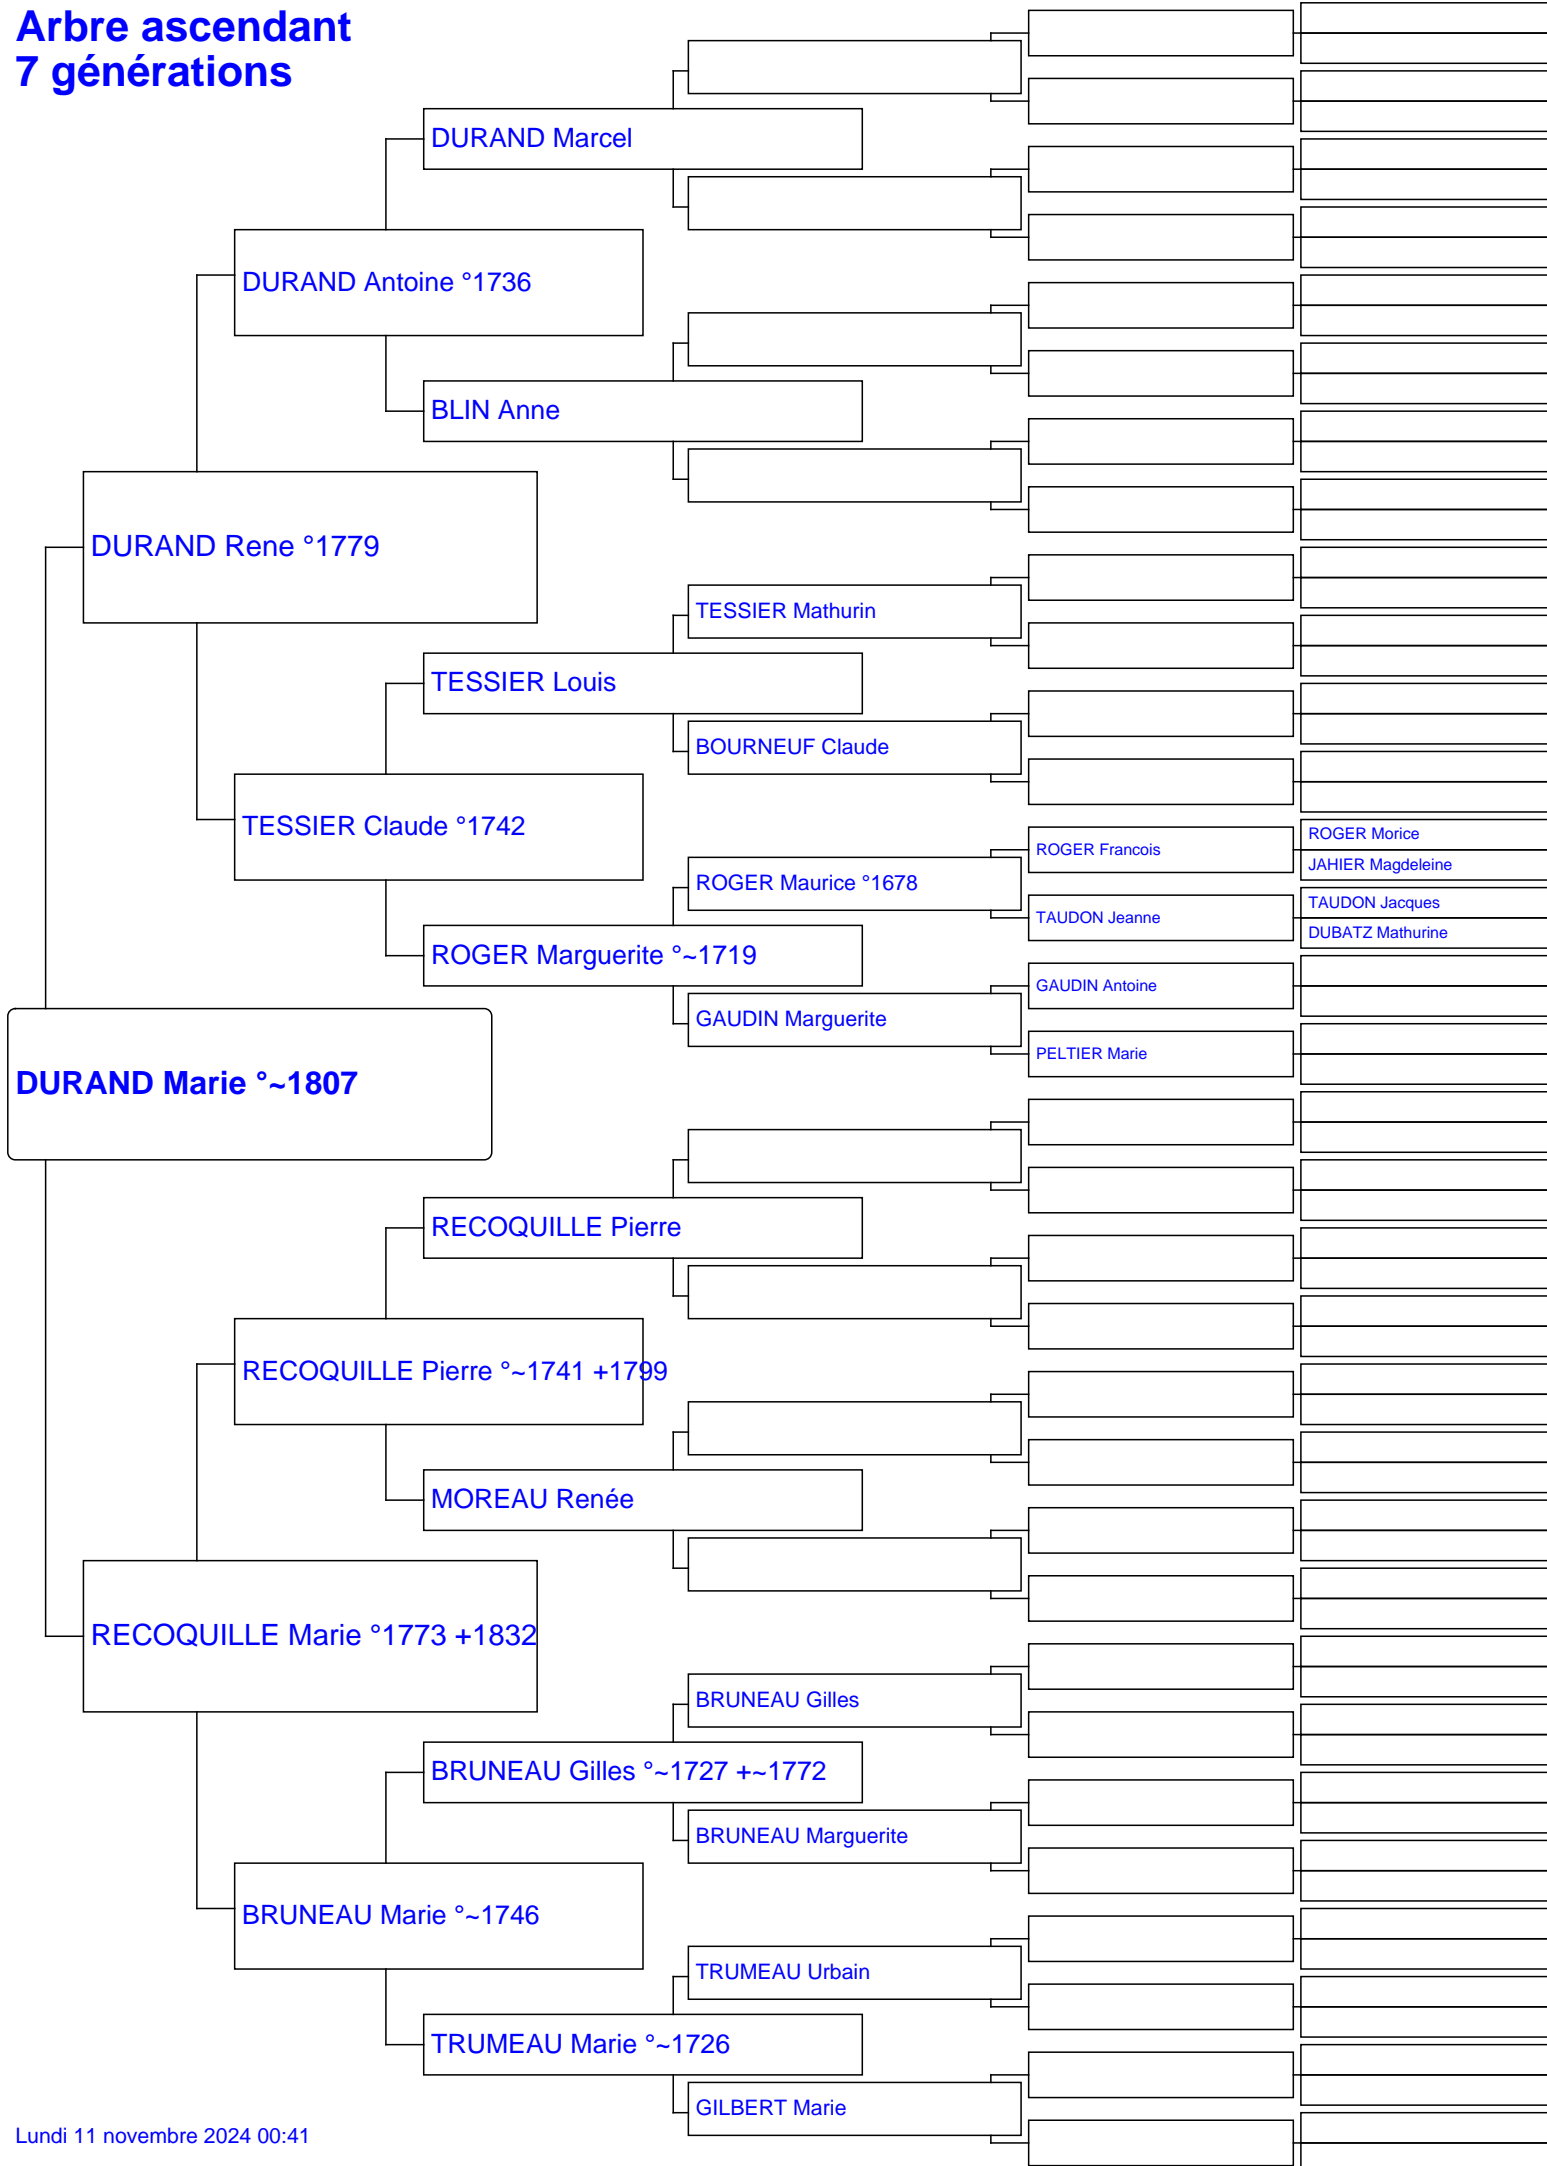 Arbre ascendant
7 générations
DURAND Marcel
DURAND Antoine °1736
BLIN Anne
DURAND Rene °1779
TESSIER Mathurin
TESSIER Louis
BOURNEUF Claude
TESSIER Claude °1742
ROGER Morice
ROGER Francois
JAHIER Magdeleine
ROGER Maurice °1678
TAUDON Jacques
TAUDON Jeanne
DUBATZ Mathurine
ROGER Marguerite °~1719
GAUDIN Antoine
GAUDIN Marguerite
PELTIER Marie
DURAND Marie °~1807
RECOQUILLE Pierre
RECOQUILLE Pierre °~1741 +1799
MOREAU Renée
RECOQUILLE Marie °1773 +1832
BRUNEAU Gilles
BRUNEAU Gilles °~1727 +~1772
BRUNEAU Marguerite
BRUNEAU Marie °~1746
TRUMEAU Urbain
TRUMEAU Marie °~1726
GILBERT Marie
Lundi 11 novembre 2024 00:41